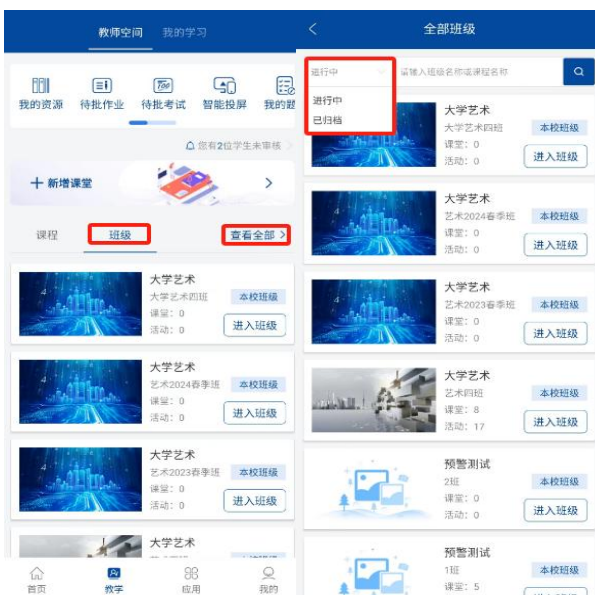 教师空间 我的学习
我的资源 待批作业 待批考试 智能投屏 我的题
您有2位学生未审核
+ 新增课堂
课程 班级 查看全部
大学艺术
大学艺术四班 本校班级
课堂：0
活动：0 进入班级
大学艺术
艺术2024春季班 本校班级
课堂：0
活动：0 进入班级
大学艺术
艺术2023春季班 本校班级
课堂：0
活动：0 进入班级
大学艺术
首页 教学 应用 我的
全部班级
进行中 请输入班级名称或课程名称
进行中
已归档
大学艺术
大学艺术四班 本校班级
课堂：0
活动：0 进入班级
大学艺术
艺术2024春季班 本校班级
课堂：0
活动：0 进入班级
大学艺术
艺术2023春季班 本校班级
课堂：0
活动：0 进入班级
大学艺术
艺术四班 本校班级
课堂：8
活动：17 进入班级
预警测试
2班 本校班级
课堂：0
活动：0 进入班级
预警测试
1班 本校班级
课堂：5